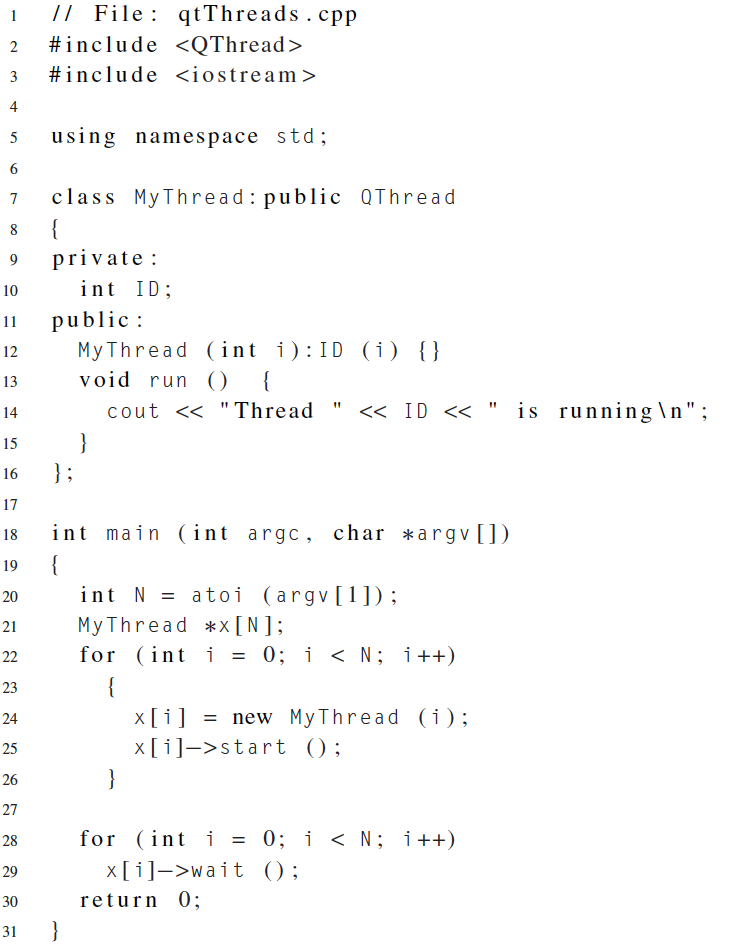 1 // File: qtThreads.cpp
2 #include <QThread>
3 #include <iostream>
4
5 using namespace std;
6
7 class MyThread:public QThread
8 {
9 private:
10   int ID;
11 public:
12   MyThread (int i):ID (i) {}
13   void run ()  {
14     cout << "Thread " << ID << " is running\n";
15   }
16 };
17
18 int main (int argc, char *argv[])
19 {
20   int N = atoi (argv[1]);
21   MyThread *x[N];
22   for (int i = 0; i < N; i++)
23     {
24       x[i] = new MyThread (i);
25       x[i]->start ();
26     }
27
28   for (int i = 0; i < N; i++)
29     x[i]->wait ();
30   return 0;
31 }